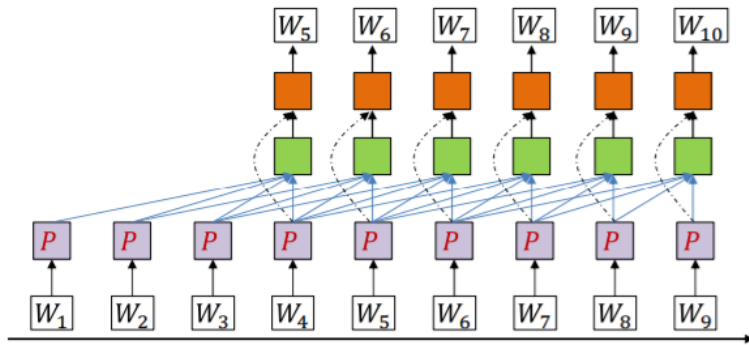 W₅ W₆ W₇ W₈ W₉ W₁₀
P P P P P P P P P
W₁ W₂ W₃ W₄ W₅ W₆ W₇ W₈ W₉